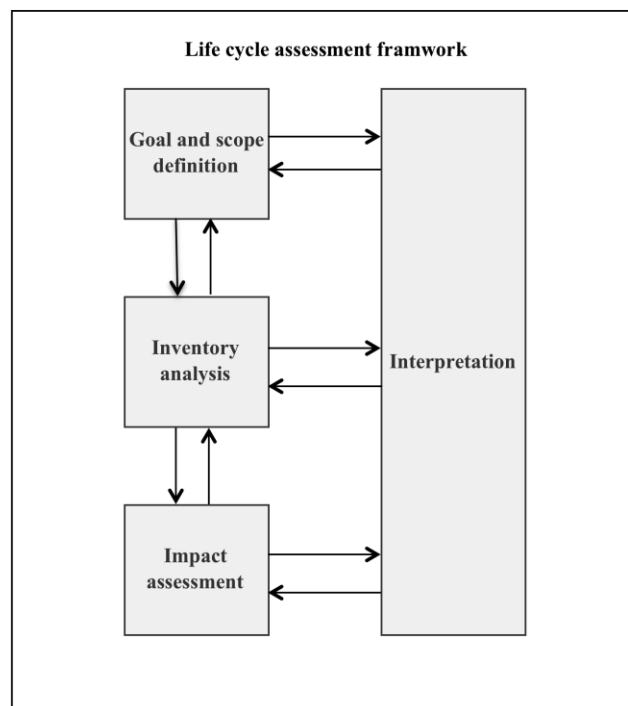 Life cycle assessment framwork
Goal and scope
definition
Inventory
analysis
Interpretation
Impact
assessment